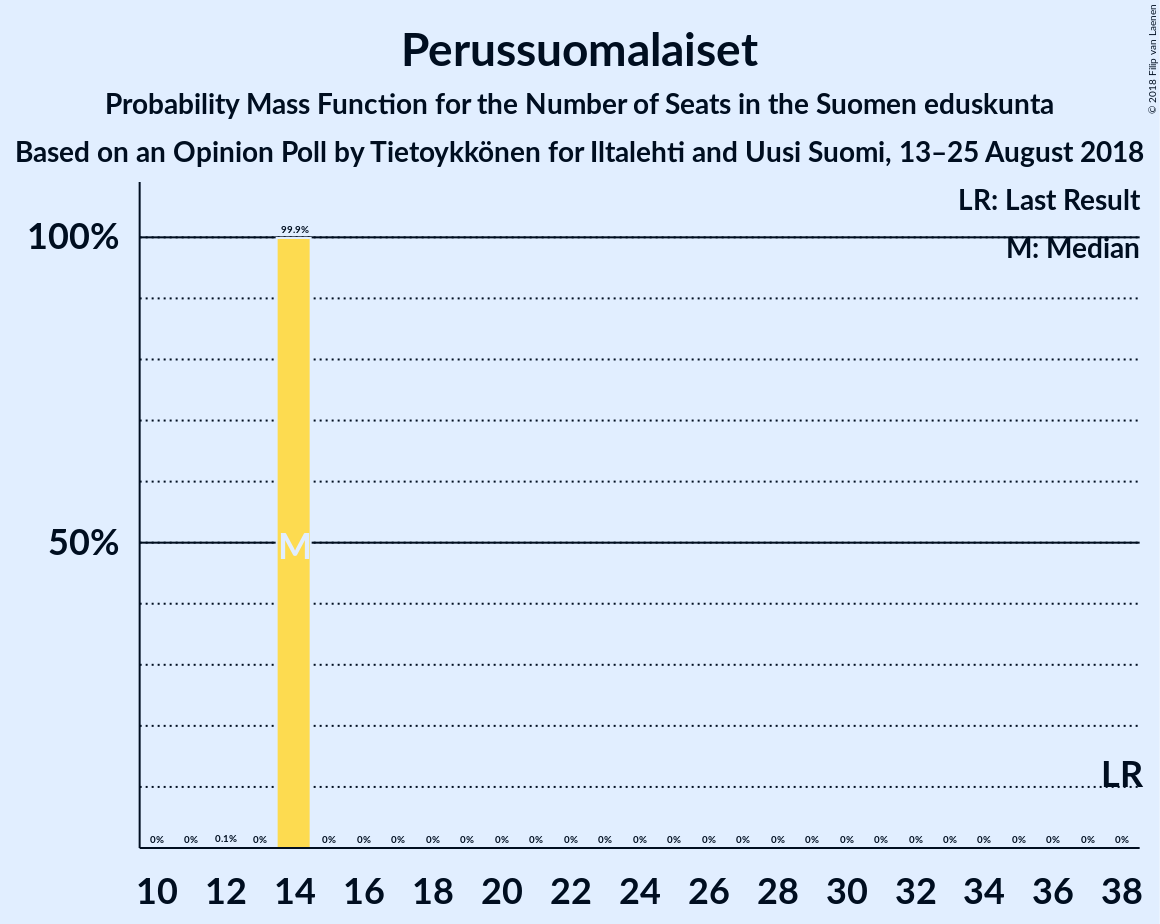 Perussuomalaiset
Probability Mass Function for the Number of Seats in the Suomen eduskunta
Based on an Opinion Poll by Tietoykkönen for Iltalehti and Uusi Suomi, 13–25 August 2018
© 2018 Filip van Laenen
LR: Last Result
M: Median
100%
50%
99.9%
M
LR
0% 0% 0.1% 0% 0% 0% 0% 0% 0% 0% 0% 0% 0% 0% 0% 0% 0% 0% 0% 0% 0% 0% 0% 0% 0% 0% 0% 0%
10 12 14 16 18 20 22 24 26 28 30 32 34 36 38